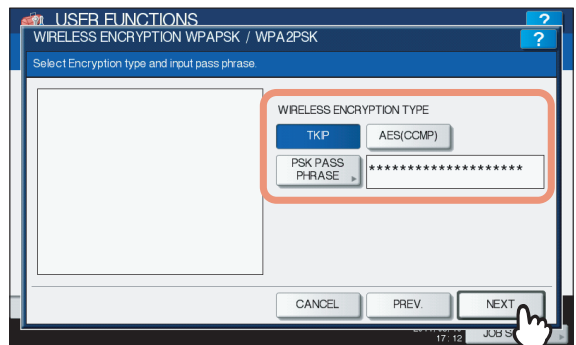 USER FUNCTIONS
?
WIRELESS ENCRYPTION WPAPSK / WPA2PSK
?
Select Encryption type and input pass phrase.
WIRELESS ENCRYPTION TYPE
TKIP
AES(CCMP)
PSK PASS
PHRASE
********************
CANCEL
PREV.
NEXT
17 : 12
JOB